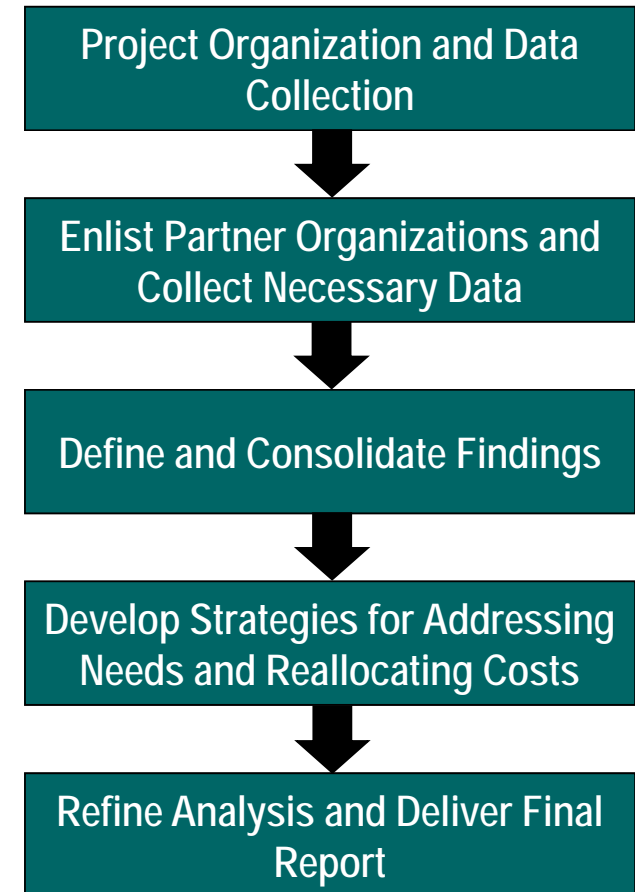 Project Organization and Data
Collection
Enlist Partner Organizations and
Collect Necessary Data
Define and Consolidate Findings
Develop Strategies for Addressing
Needs and Reallocating Costs
Refine Analysis and Deliver Final
Report